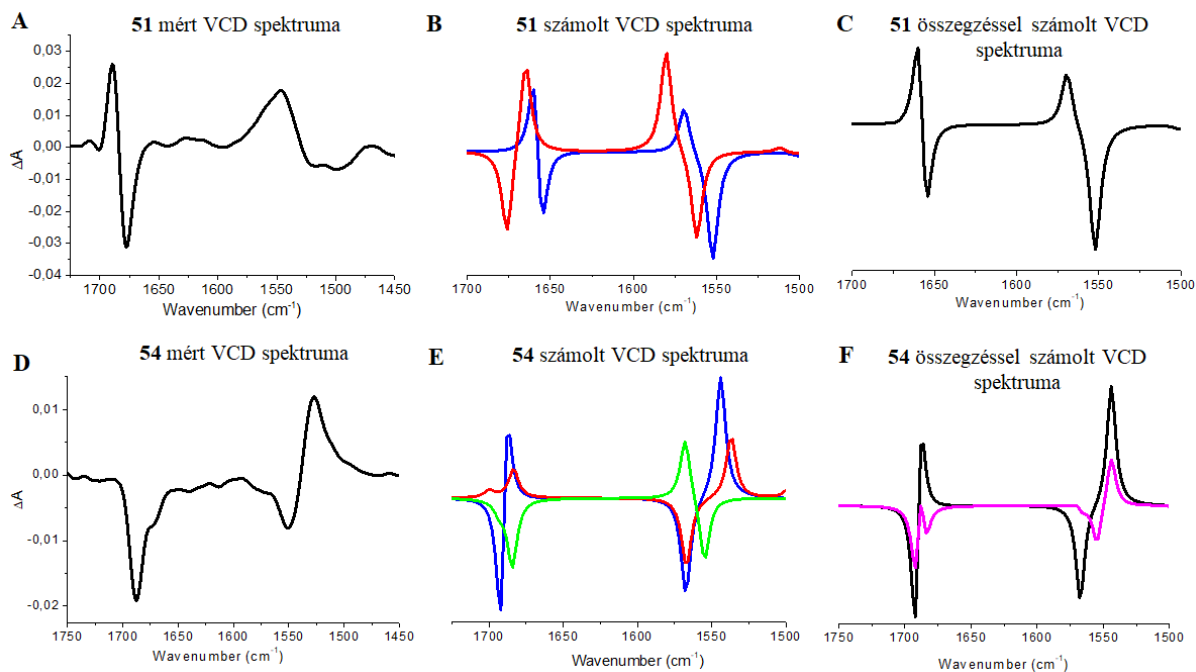 A
51 mért VCD spektruma
0,03
0,02
0,01
0,00
-0,01
-0,02
-0,03
-0,04
ΔA
1700 1650 1600 1550 1500 1450
Wavenumber (cm-1)
B
51 számolt VCD spektruma
1700 1650 1600 1550 1500
Wavenumber (cm-1)
C
51 összegzéssel számolt VCD
spektruma
1700 1650 1600 1550 1500
Wavenumber (cm-1)
D
54 mért VCD spektruma
0,01
0,00
-0,01
-0,02
ΔA
1750 1700 1650 1600 1550 1500 1450
Wavenumber (cm-1)
E
54 számolt VCD spektruma
1700 1650 1600 1550 1500
Wavenumber (cm-1)
F
54 összegzéssel számolt VCD
spektruma
1750 1700 1650 1600 1550 1500
Wavenumber (cm-1)